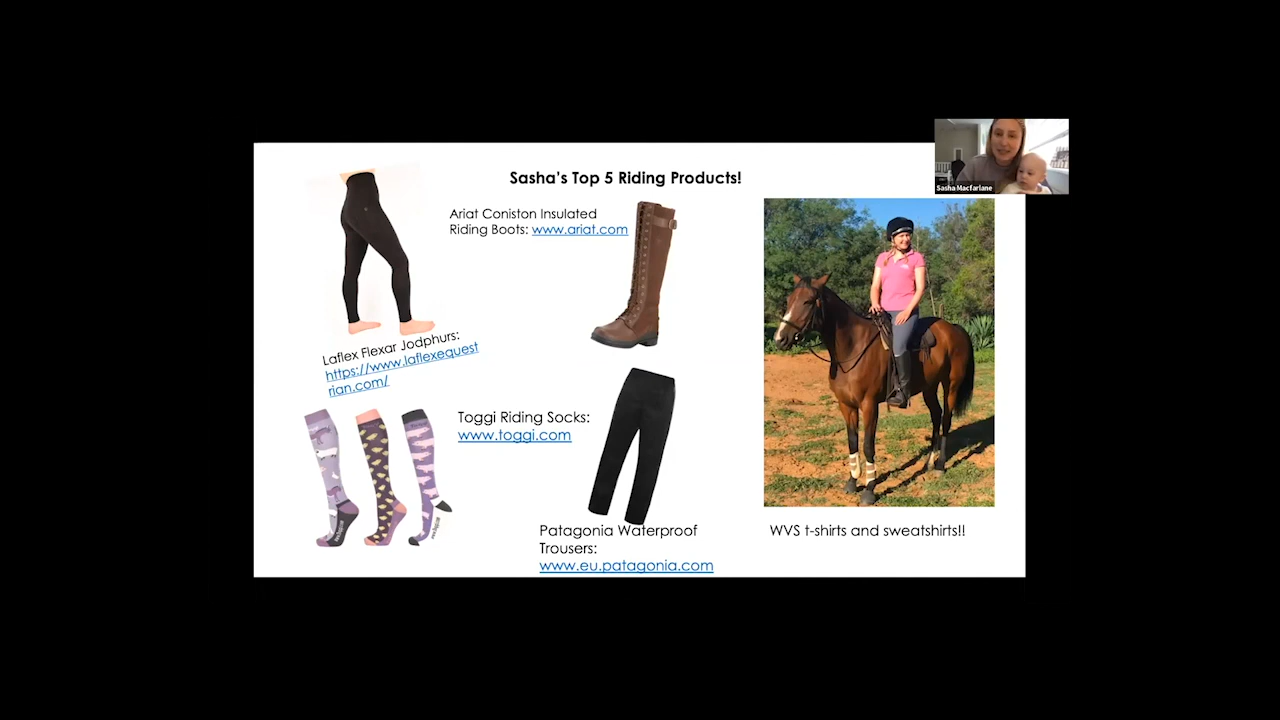 Sasha's Top 5 Riding Products!
Sasha Macfarlane
Ariat Coniston Insulated
Riding Boots: www.ariat.com
Laflex Flexar Jodphurs:
https://www.laflexequest
rian.com/
Toggi Riding Socks:
www.toggi.com
Patagonia Waterproof
Trousers:
www.eu.patagonia.com
WVS t-shirts and sweatshirts!!